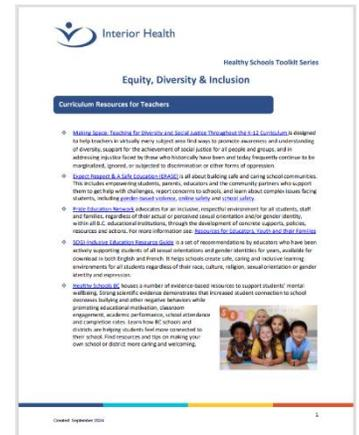 Interior Health
Healthy Schools Toolkit Series
Equity, Diversity & Inclusion
Curriculum Resources for Teachers
Making Space: Teaching for Diversity and Social Justice Throughout the K-12 Curriculum is designed
to help teachers in virtually every subject area find ways to promote awareness and understanding
of diversity, support for the achievement of social justice for all people and groups, and in
addressing injustice faced by those who historically have been and today frequently continue to be
marginalized, ignored, or subjected to discrimination or other forms of oppression.
Expect Respect & A Safe Education (ERASE) is all about building safe and caring school communities.
This includes empowering students, parents, educators and the community partners who support
them to get help with challenges, report concerns to schools, and learn about complex issues facing
students, including gender-based violence, online safety and school safety.
Pride Education Network advocates for an inclusive, respectful environment for all students, staff
and families, regardless of their actual or perceived sexual orientation and/or gender identity,
within all B.C. educational institutions, through the development of concrete supports, policies,
resources and actions. For more information see: Resources for Educators, Youth and their Families
SOGI-Inclusive Education Resource Guide is a set of recommendations by educators who have been
actively supporting students of all sexual orientations and gender identities for years, available for
download in both English and French. It helps schools create safe, caring and inclusive learning
environments for all students regardless of their race, culture, religion, sexual orientation or gender
identity and expression.
Healthy Schools BC houses a number of evidence-based resources to support students' mental
wellbeing. Strong scientific evidence demonstrates that increased student connection to school
decreases bullying and other negative behaviours while
promoting educational motivation, classroom
engagement, academic performance, school attendance
and completion rates. Learn how BC schools and
districts are helping students feel more connected to
their school. Find resources and tips on making your
own school or district more caring and welcoming.
1
Created: September 2024